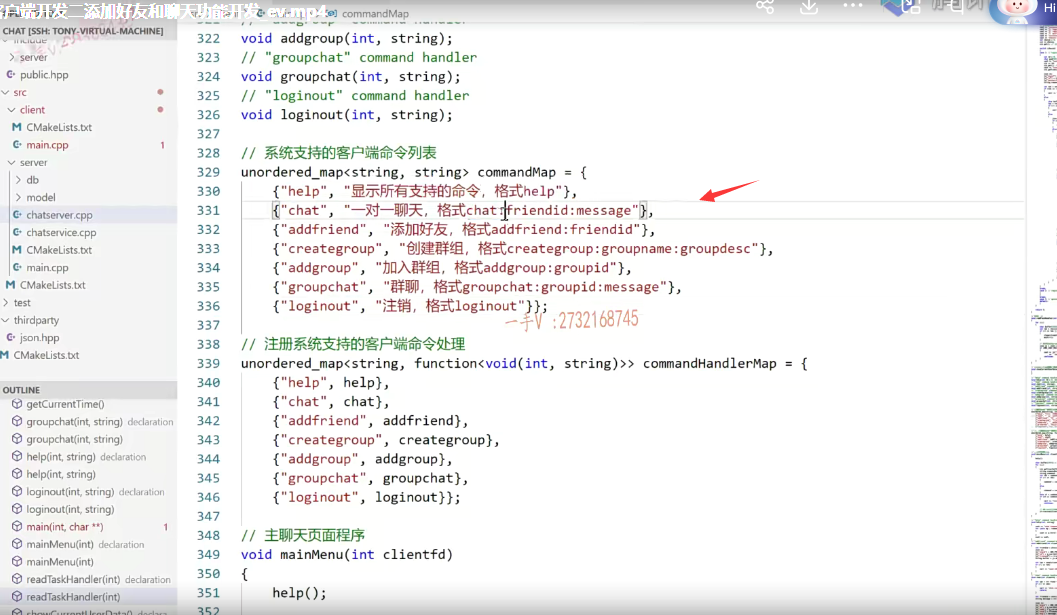 户端开发二添加好友和聊天功能开发_ev.mp4
commandMap
CHAT [SSH: TONY-VIRTUAL-MACHINE]
include
server
public.hpp
src
client
CMakeLists.txt
main.cpp 1
server
db
model
chatserver.cpp
chatservice.cpp
CMakeLists.txt
main.cpp
CMakeLists.txt
test
thirdparty
json.hpp
CMakeLists.txt
OUTLINE
getCurrentTime()
groupchat(int, string) declaration
groupchat(int, string)
help(int, string) declaration
help(int, string)
loginout(int, string) declaration
loginout(int, string)
main(int, char **) 1
mainMenu(int) declaration
mainMenu(int)
readTaskHandler(int) declaration
readTaskHandler(int)
showCurrentUserData() declara
322 void addgroup(int, string);
323 // "groupchat" command handler
324 void groupchat(int, string);
325 // "loginout" command handler
326 void loginout(int, string);
327
328 // 系统支持的客户端命令列表
329 unordered_map<string, string> commandMap = {
330 {"help", "显示所有支持的命令，格式help"},
331 {"chat", "一对一聊天，格式chat:friendid:message"},
332 {"addfriend", "添加好友，格式addfriend:friendid"},
333 {"creategroup", "创建群组，格式creategroup:groupname:groupdesc"},
334 {"addgroup", "加入群组，格式addgroup:groupid"},
335 {"groupchat", "群聊，格式groupchat:groupid:message"},
336 {"loginout", "注销，格式loginout"}};
一手V :2732168745
337
338 // 注册系统支持的客户端命令处理
339 unordered_map<string, function<void(int, string)>> commandHandlerMap = {
340 {"help", help},
341 {"chat", chat},
342 {"addfriend", addfriend},
343 {"creategroup", creategroup},
344 {"addgroup", addgroup},
345 {"groupchat", groupchat},
346 {"loginout", loginout}};
347
348 // 主聊天页面程序
349 void mainMenu(int clientfd)
350 {
351 help();
352
Hi